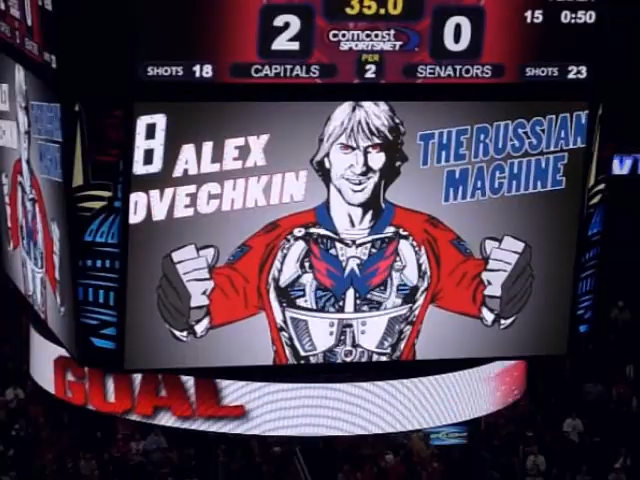 35.0
2
comcast
SPORTSNET
0
15 0:50
PER
SHOTS 18 CAPITALS 2 SENATORS SHOTS 23
8 ALEX
OVECHKIN
THE RUSSIAN
MACHINE
GOAL